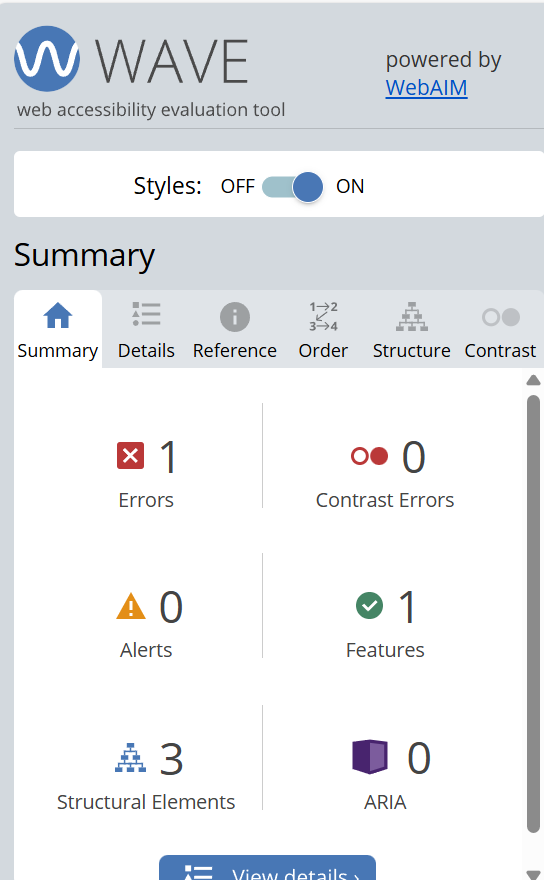 WAVE
powered by
WebAIM
web accessibility evaluation tool
Styles: OFF ON
Summary
1 2
3 4
Summary Details Reference Order Structure Contrast
1 0
Errors Contrast Errors
0 1
Alerts Features
3 0
Structural Elements ARIA
View details ›